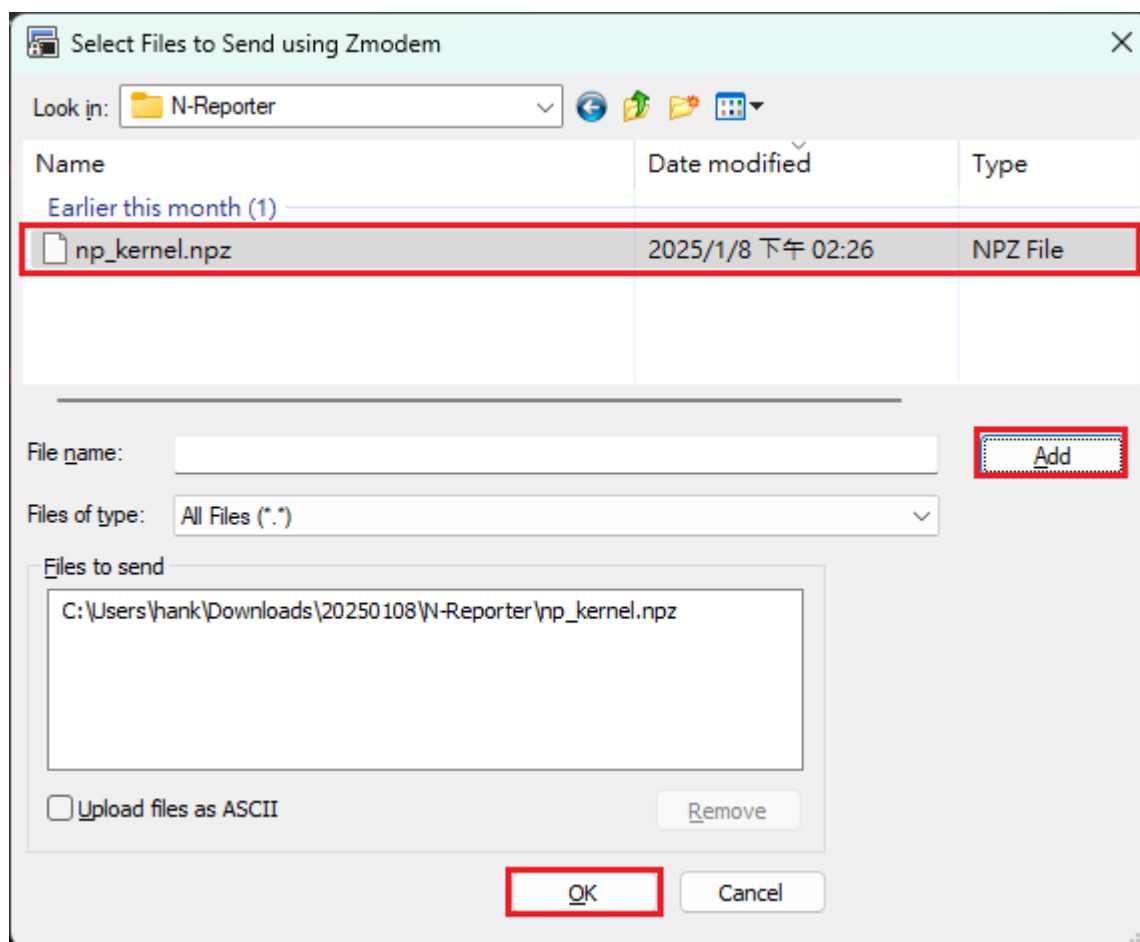 Select Files to Send using Zmodem
Look in: N-Reporter
Name Date modified Type
Earlier this month (1)
np_kernel.npz 2025/1/8 下午 02:26 NPZ File
File name: Add
Files of type: All Files (*.*)
Files to send
C:\Users\hank\Downloads\20250108\N-Reporter\np_kernel.npz
Upload files as ASCII Remove
OK Cancel